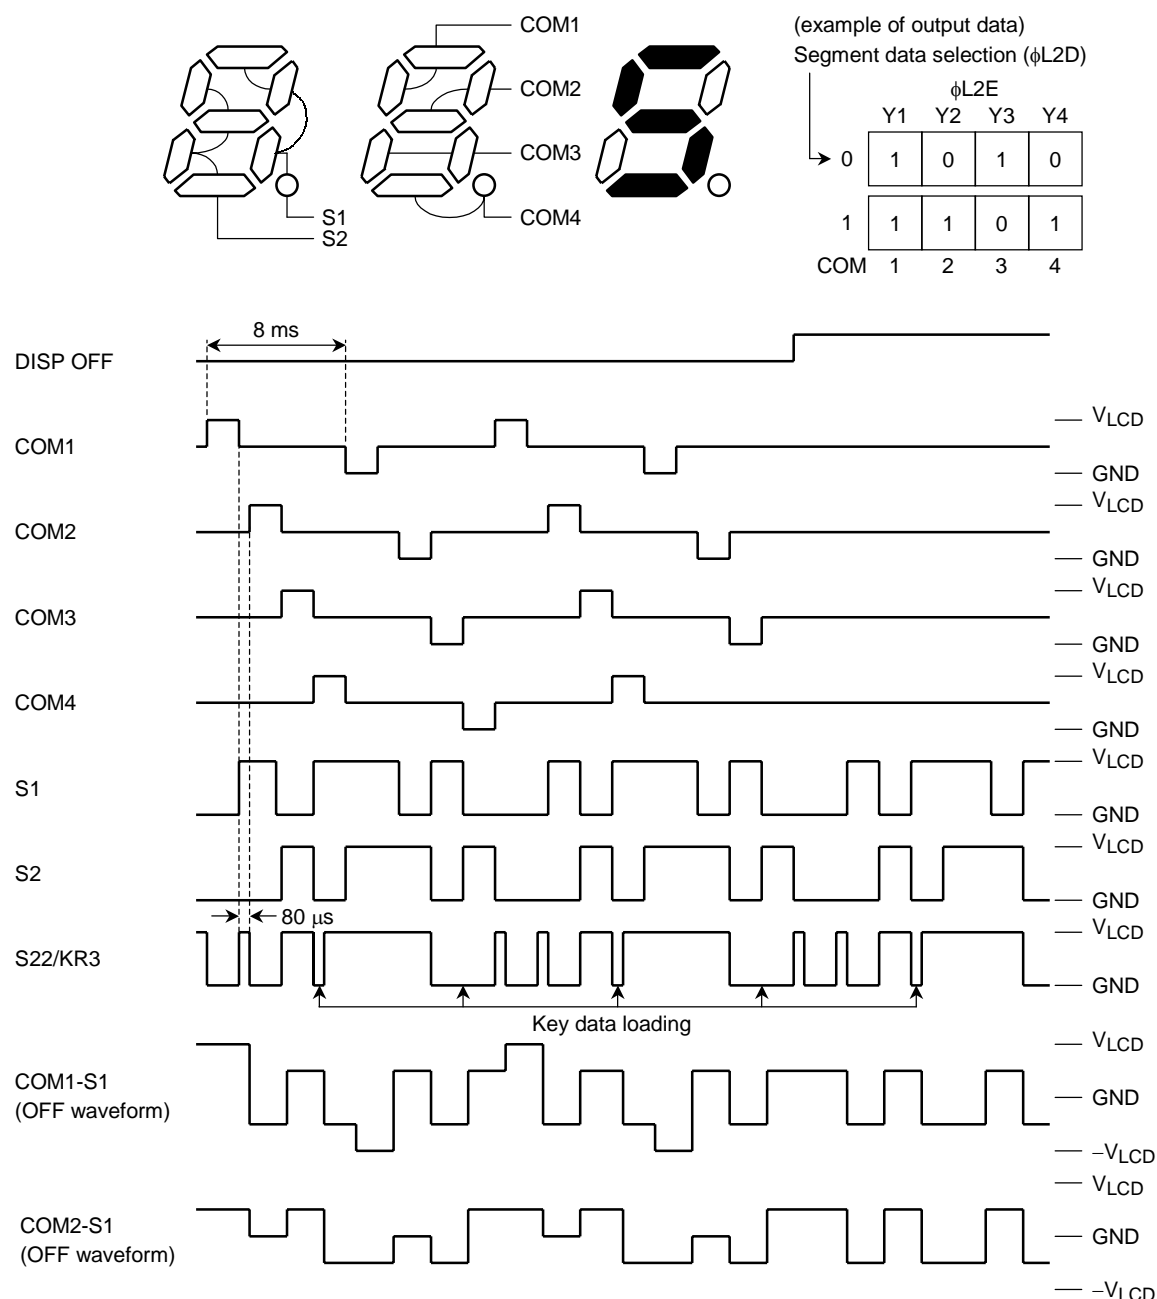 COM1
COM2
COM3
COM4
S1
S2
(example of output data)
Segment data selection (ϕL2D)
ϕL2E
Y1 Y2 Y3 Y4
0 1 0 1 0
1 1 1 0 1
COM 1 2 3 4
8 ms
DISP OFF
COM1
VLCD
GND
COM2
VLCD
GND
COM3
VLCD
GND
COM4
VLCD
GND
S1
VLCD
GND
S2
VLCD
GND
80 μs
S22/KR3
VLCD
GND
Key data loading
COM1-S1
(OFF waveform)
VLCD
GND
−VLCD
COM2-S1
(OFF waveform)
VLCD
GND
−VLCD